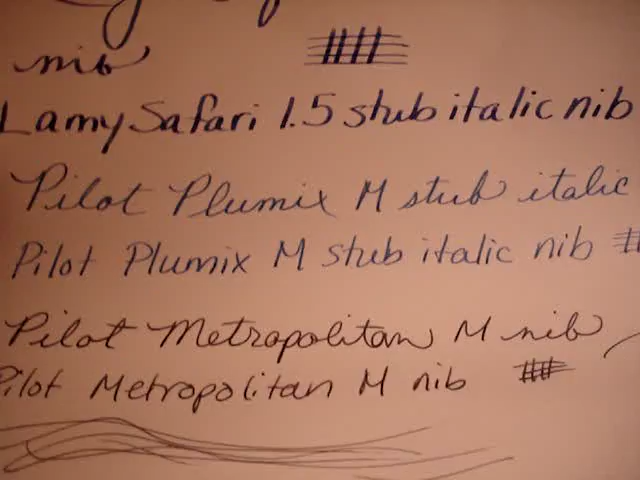 nib
Lamy Safari 1.5 stub italic nib
Pilot Plumix M stub italic
Pilot Plumix M stub italic nib
Pilot Metropolitan M nib
Pilot Metropolitan M nib